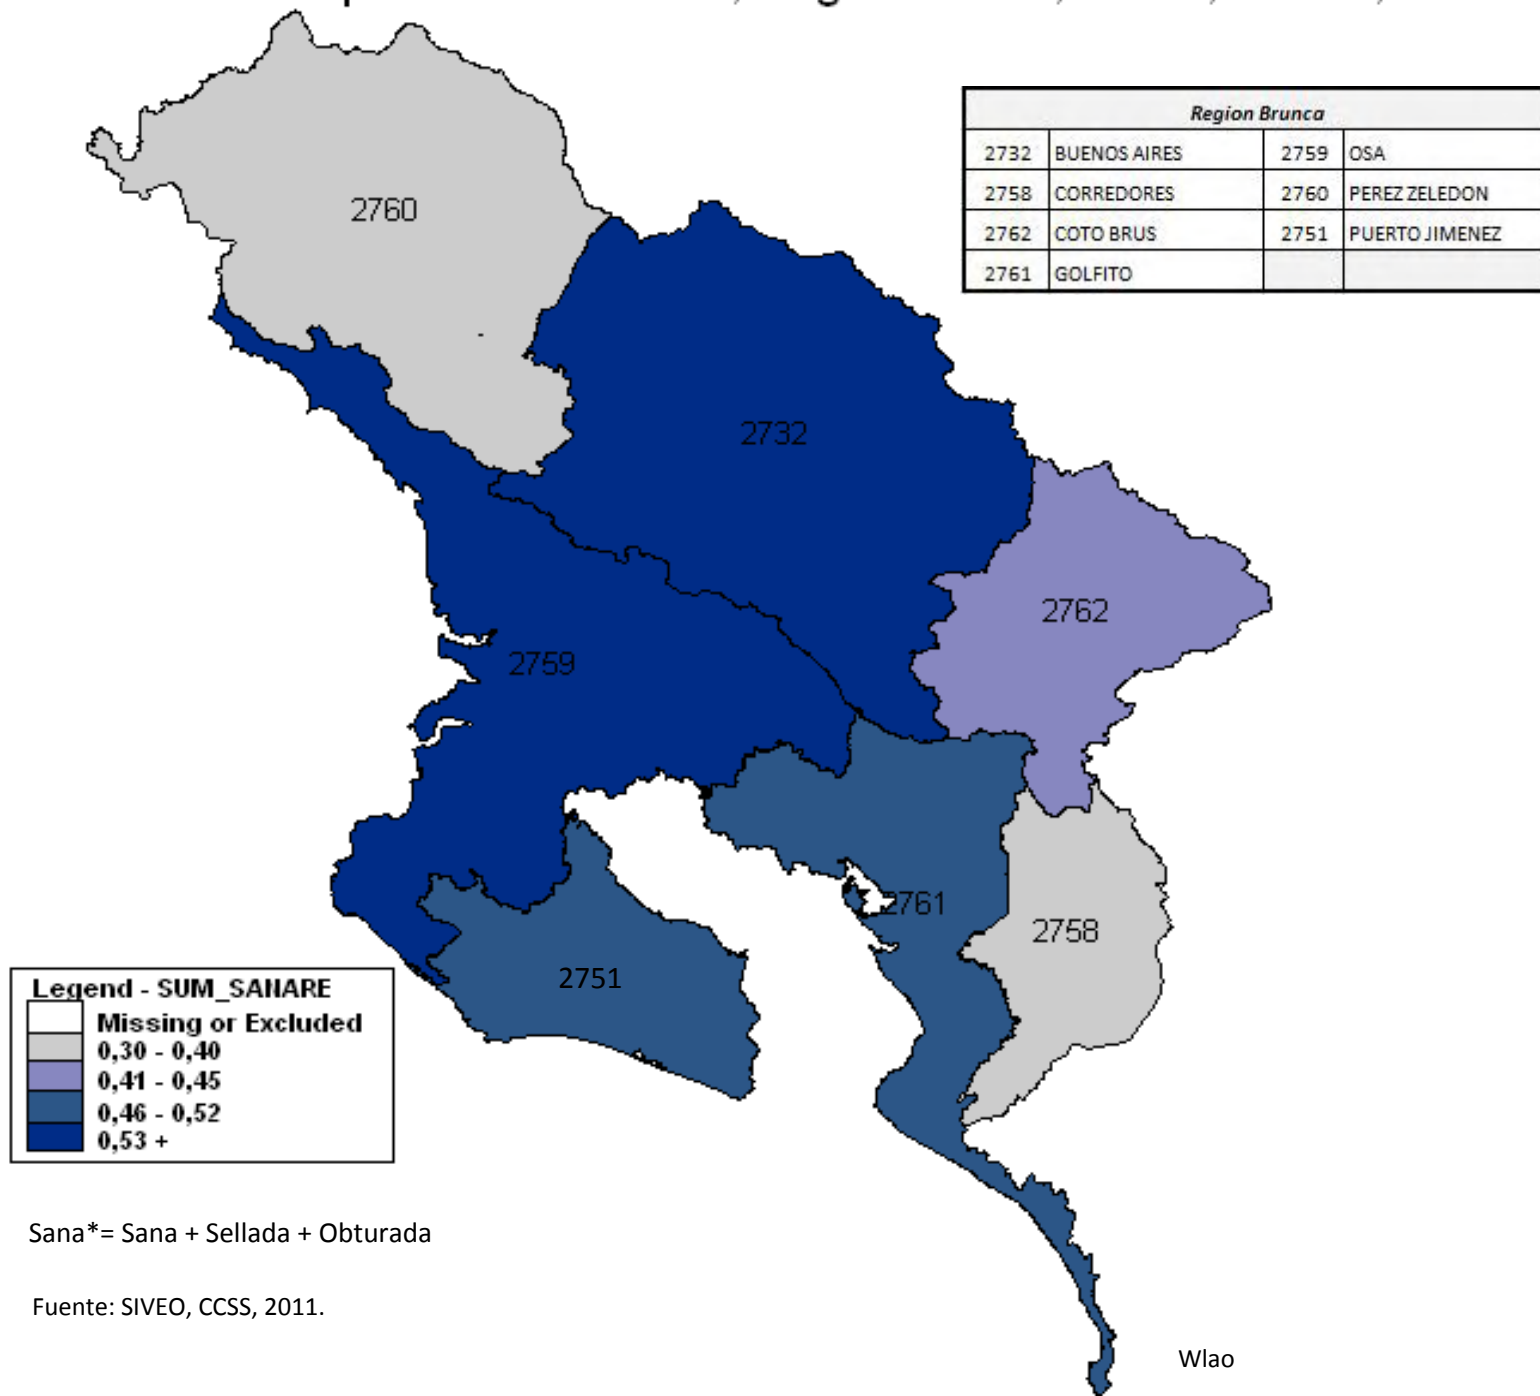 Region Brunca
2732 BUENOS AIRES 2759 OSA
2758 CORREDORES 2760 PEREZ ZELEDON
2762 COTO BRUS 2751 PUERTO JIMENEZ
2761 GOLFITO
2760
2732
2762
2759
2761
2758
2751
Legend - SUM_SANARE
Missing or Excluded
0,30 - 0,40
0,41 - 0,45
0,46 - 0,52
0,53 +
Sana*= Sana + Sellada + Obturada
Fuente: SIVEO, CCSS, 2011.
Wlao